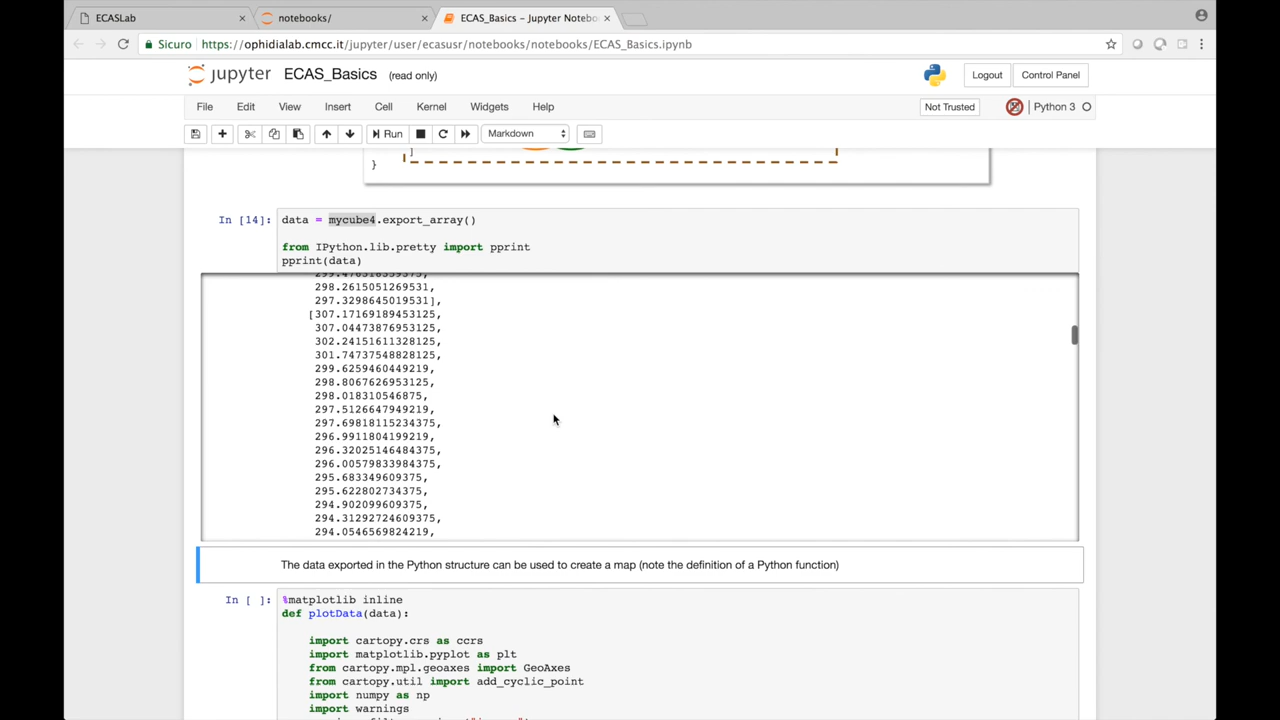 ECASLab
notebooks/
ECAS_Basics - Jupyter Notebo
Sicuro
https://ophidialab.cmcc.it/jupyter/user/ecasusr/notebooks/notebooks/ECAS_Basics.ipynb
jupyter ECAS_Basics (read only)
Logout
Control Panel
File Edit View Insert Cell Kernel Widgets Help
Not Trusted
Python 3
Run
Markdown
]
}
In [14]: data = mycube4.export_array()
from IPython.lib.pretty import pprint
pprint(data)
299.476318359375,
298.2615051269531,
297.3298645019531],
[307.17169189453125,
307.04473876953125,
302.24151611328125,
301.74737548828125,
299.6259460449219,
298.8067626953125,
298.018310546875,
297.5126647949219,
297.69818115234375,
296.9911804199219,
296.32025146484375,
296.00579833984375,
295.683349609375,
295.622802734375,
294.902099609375,
294.31292724609375,
294.0546569824219,
The data exported in the Python structure can be used to create a map (note the definition of a Python function)
In [ ]: %matplotlib inline
def plotData(data):
import cartopy.crs as ccrs
import matplotlib.pyplot as plt
from cartopy.mpl.geoaxes import GeoAxes
from cartopy.util import add_cyclic_point
import numpy as np
import warnings